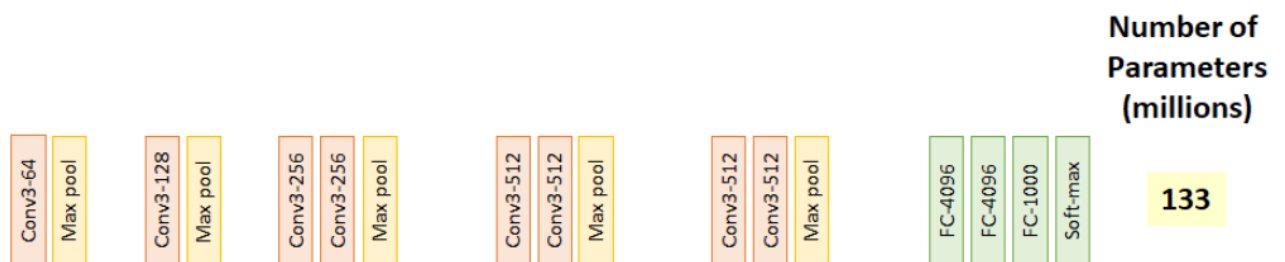 Number of
Parameters
(millions)
Conv3-64
Max pool
Conv3-128
Max pool
Conv3-256
Conv3-256
Max pool
Conv3-512
Conv3-512
Max pool
Conv3-512
Conv3-512
Max pool
FC-4096
FC-4096
FC-1000
Soft-max
133